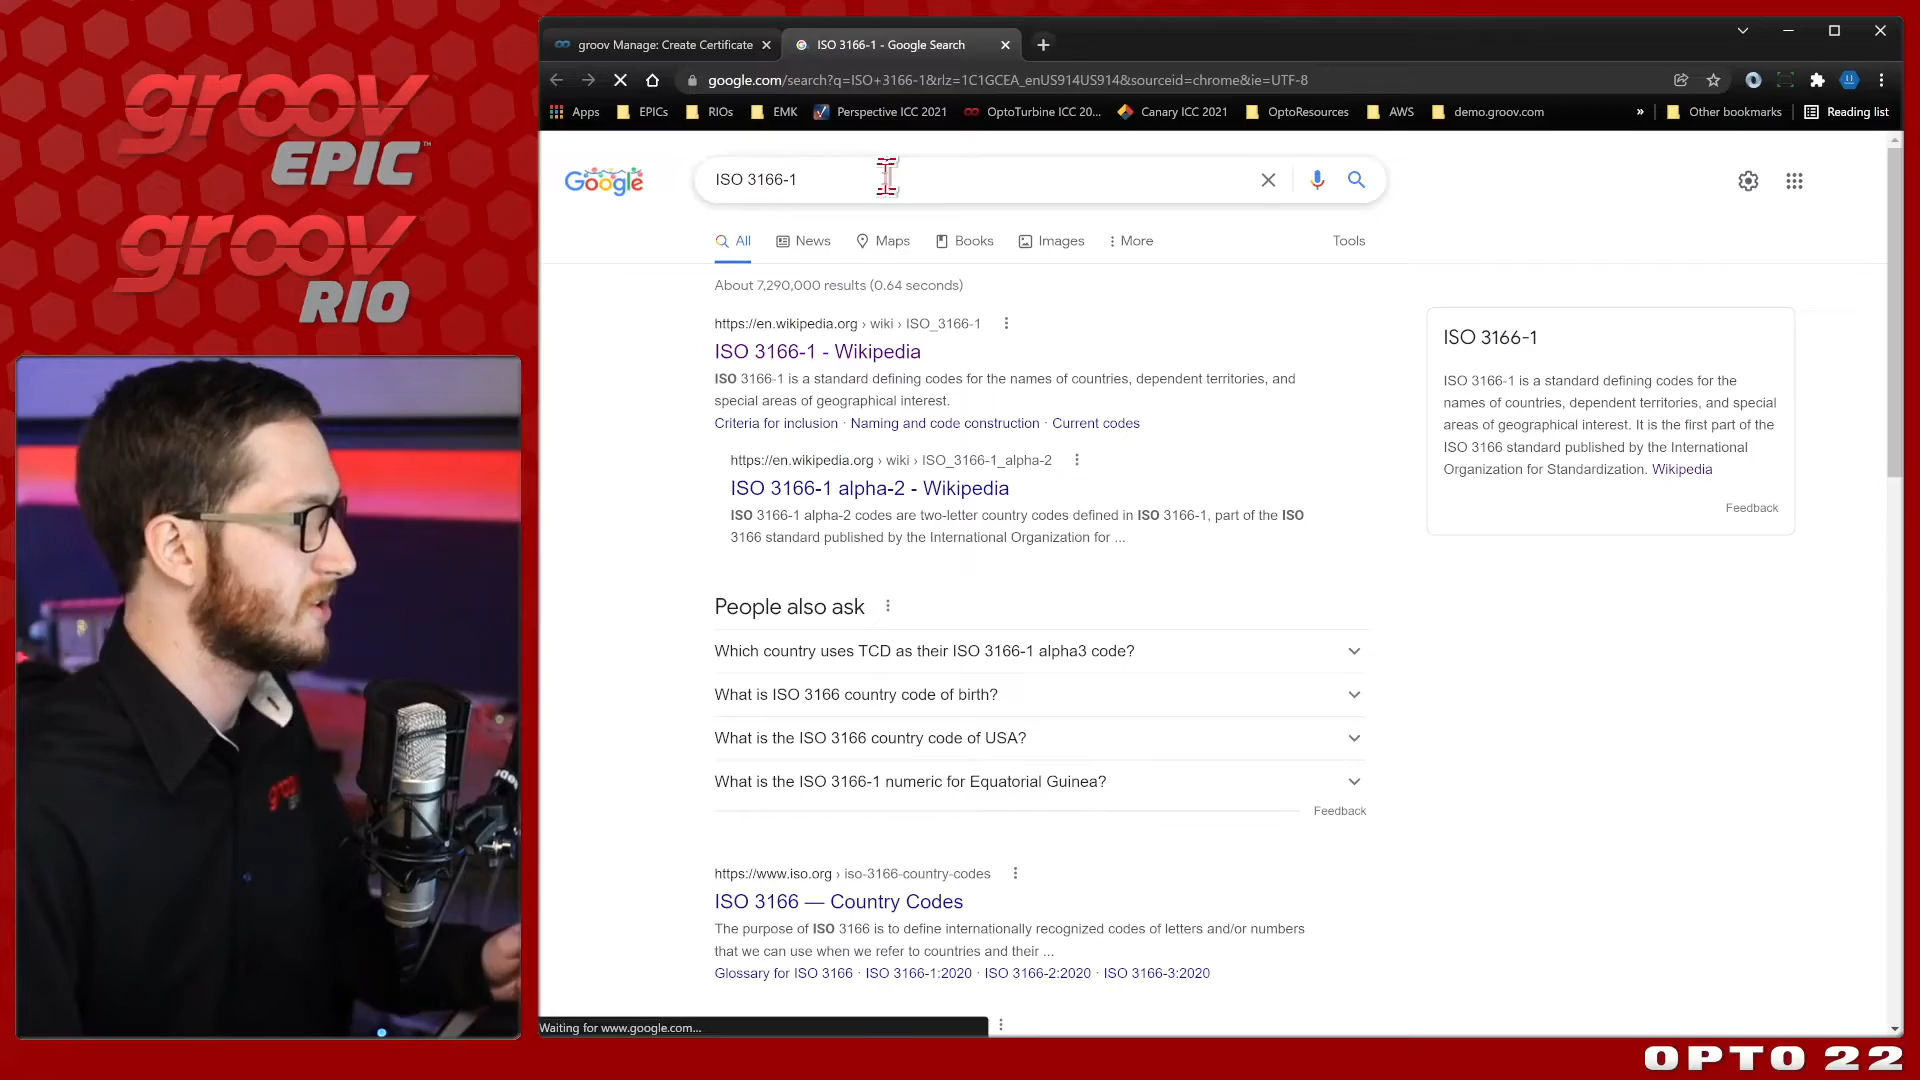 groov
EPIC™
groov
RIO
groov Manage: Create Certificate
ISO 3166-1 - Google Search
google.com/search?q=ISO+3166-1&rlz=1C1GCEA_enUS914US914&sourceid=chrome&ie=UTF-8
Apps EPICs RIOs EMK Perspective ICC 2021 OptoTurbine ICC 20... Canary ICC 2021 OptoResources AWS demo.groov.com » Other bookmarks Reading list
Google
ISO 3166-1
All News Maps Books Images More Tools
About 7,290,000 results (0.64 seconds)
https://en.wikipedia.org › wiki › ISO_3166-1
ISO 3166-1 - Wikipedia
ISO 3166-1 is a standard defining codes for the names of countries, dependent territories, and
special areas of geographical interest.
Criteria for inclusion · Naming and code construction · Current codes
https://en.wikipedia.org › wiki › ISO_3166-1_alpha-2
ISO 3166-1 alpha-2 - Wikipedia
ISO 3166-1 alpha-2 codes are two-letter country codes defined in ISO 3166-1, part of the ISO
3166 standard published by the International Organization for ...
People also ask
Which country uses TCD as their ISO 3166-1 alpha3 code?
What is ISO 3166 country code of birth?
What is the ISO 3166 country code of USA?
What is the ISO 3166-1 numeric for Equatorial Guinea?
Feedback
https://www.iso.org › iso-3166-country-codes
ISO 3166 — Country Codes
The purpose of ISO 3166 is to define internationally recognized codes of letters and/or numbers
that we can use when we refer to countries and their ...
Glossary for ISO 3166 · ISO 3166-1:2020 · ISO 3166-2:2020 · ISO 3166-3:2020
ISO 3166-1
ISO 3166-1 is a standard defining codes for the
names of countries, dependent territories, and special
areas of geographical interest. It is the first part of the
ISO 3166 standard published by the International
Organization for Standardization. Wikipedia
Feedback
Waiting for www.google.com...
groov
OPTO 22